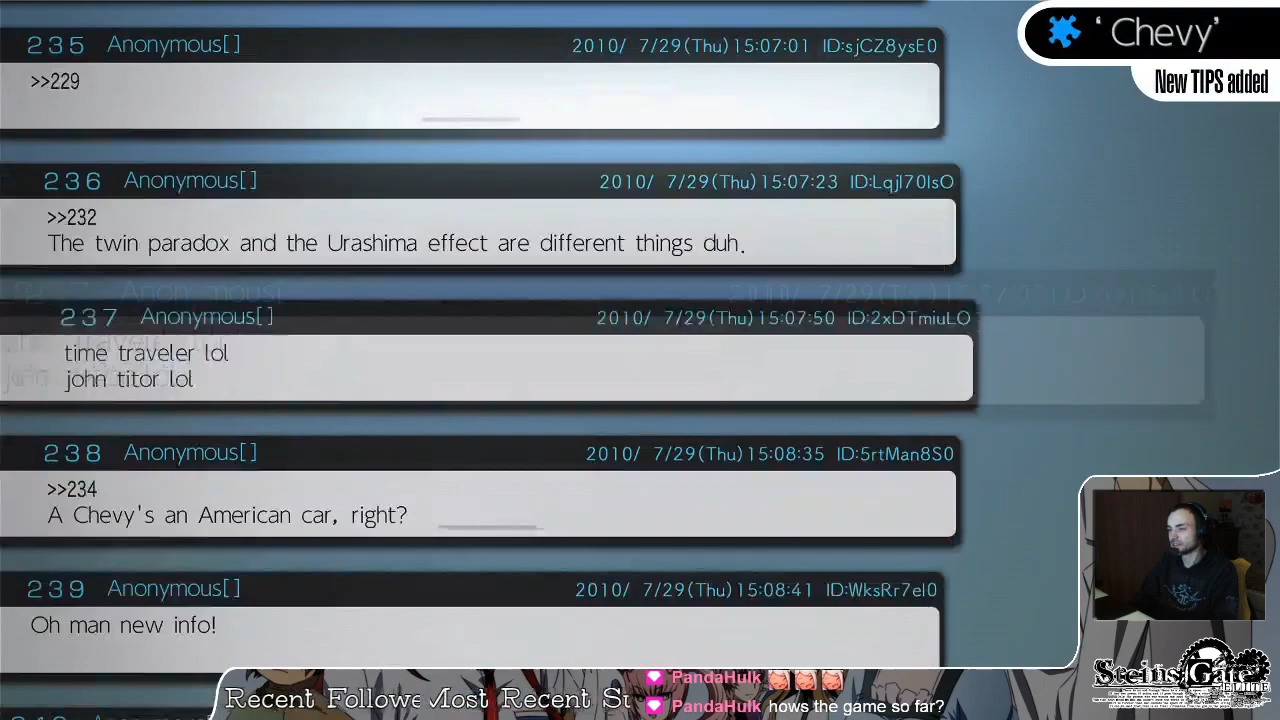 235 Anonymous[] 2010/ 7/29(Thu)15:07:01 ID:sjCZ8ysE0
>>229
236 Anonymous[] 2010/ 7/29(Thu)15:07:23 ID:Lqjl70lsO
>>232
The twin paradox and the Urashima effect are different things duh.
237 Anonymous[] 2010/ 7/29(Thu)15:07:50 ID:2xDTmiuLO
time traveler lol
john titor lol
238 Anonymous[] 2010/ 7/29(Thu)15:08:35 ID:5rtMan8S0
>>234
A Chevy's an American car, right?
239 Anonymous[] 2010/ 7/29(Thu)15:08:41 ID:WksRr7el0
Oh man new info!
‘Chevy’
New TIPS added
Steins Gate
ELITE
Recent Follows Most Recent Su
PandaHulk
PandaHulk hows the game so far?